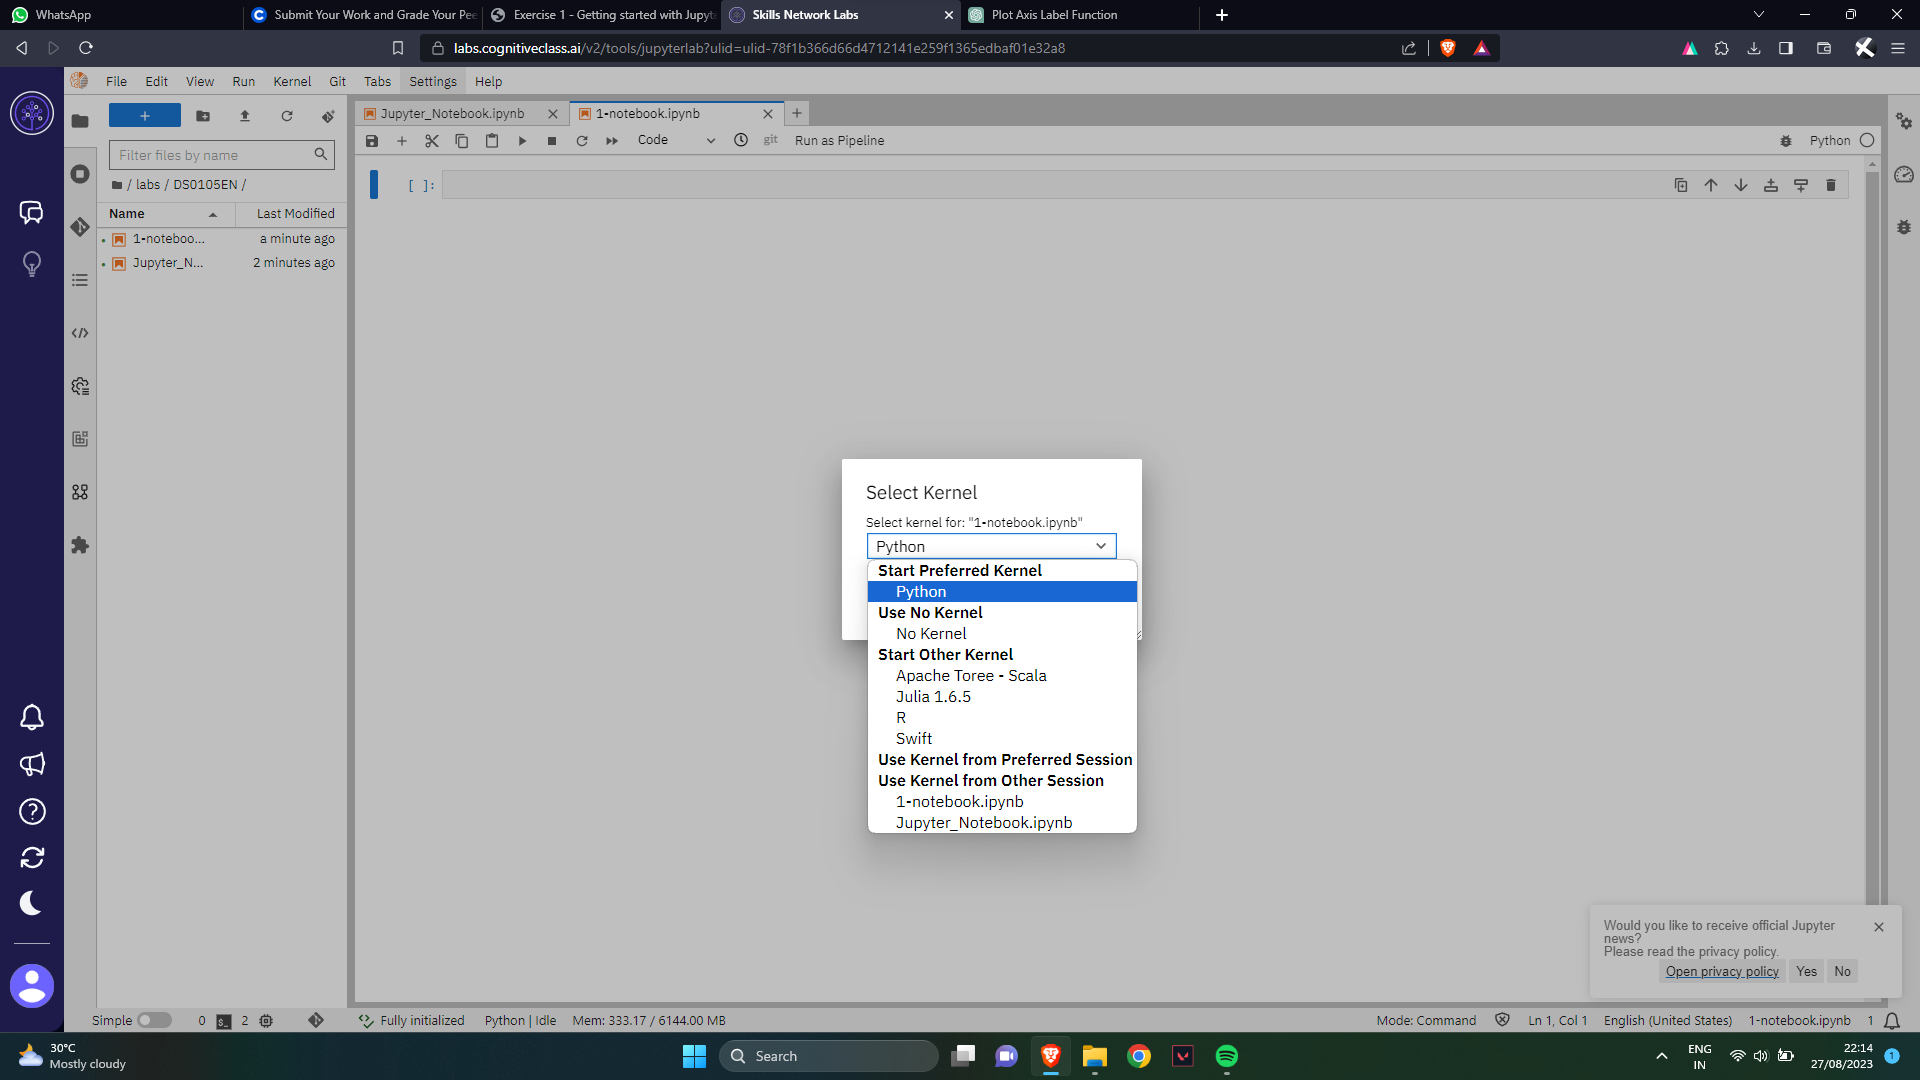 WhatsApp
Submit Your Work and Grade Your Pee
Exercise 1 - Getting started with Jupyt
Skills Network Labs
Plot Axis Label Function
labs.cognitiveclass.ai/v2/tools/jupyterlab?ulid=ulid-78f1b366d66d4712141e259f1365edbaf01e32a8
File Edit View Run Kernel Git Tabs Settings Help
Jupyter_Notebook.ipynb
1-notebook.ipynb
Code
git
Run as Pipeline
Python
Filter files by name
/ labs / DS0105EN /
Name Last Modified
1-noteboo... a minute ago
Jupyter_N... 2 minutes ago
[ ]:
Select Kernel
Select kernel for: "1-notebook.ipynb"
Python
Start Preferred Kernel
Python
Use No Kernel
No Kernel
Start Other Kernel
Apache Toree - Scala
Julia 1.6.5
R
Swift
Use Kernel from Preferred Session
Use Kernel from Other Session
1-notebook.ipynb
Jupyter_Notebook.ipynb
Would you like to receive official Jupyter
news?
Please read the privacy policy.
Open privacy policy Yes No
Simple 0 2 Fully initialized Python | Idle Mem: 333.17 / 6144.00 MB
Mode: Command Ln 1, Col 1 English (United States) 1-notebook.ipynb 1
30°C
Mostly cloudy
Search
ENG
IN
22:14
27/08/2023
1